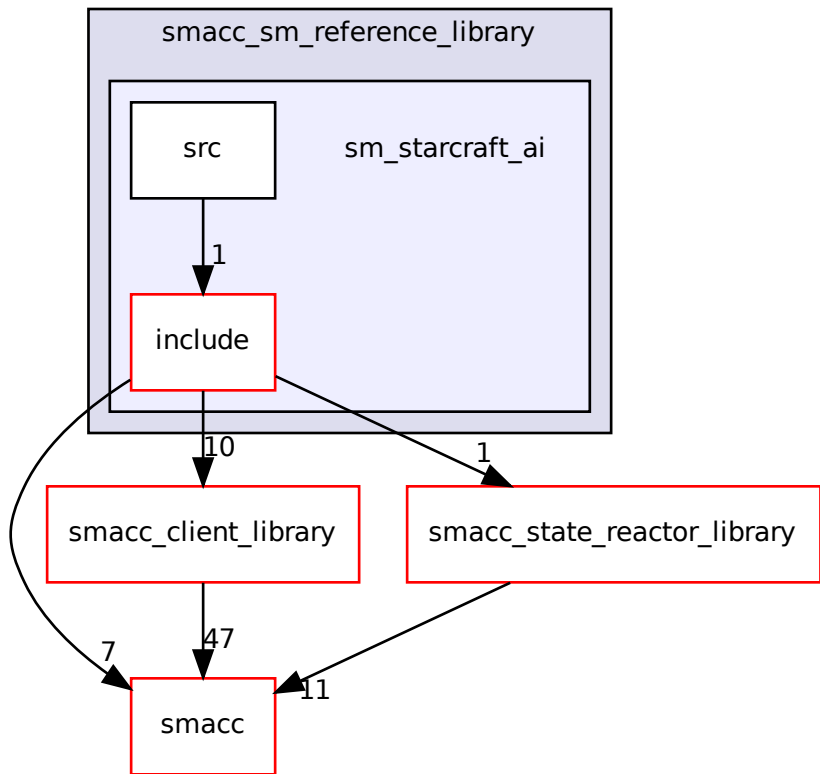 smacc_sm_reference_library
src
sm_starcraft_ai
1
include
10
1
smacc_client_library
smacc_state_reactor_library
7
47
11
smacc